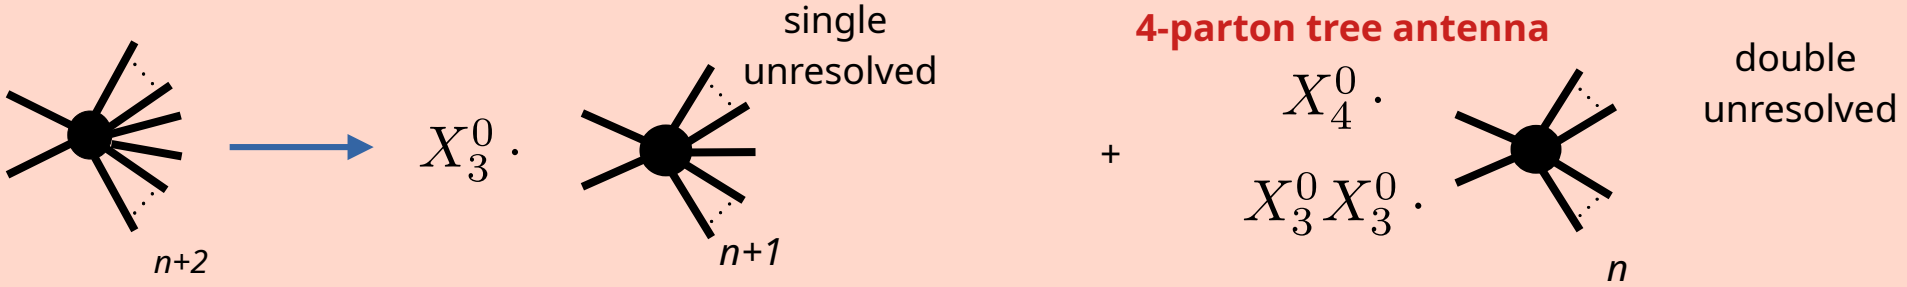 single
unresolved
4-parton tree antenna
double
unresolved
X_3^0 ·
+
X_4^0 ·
X_3^0 X_3^0 ·
n+2
n+1
n